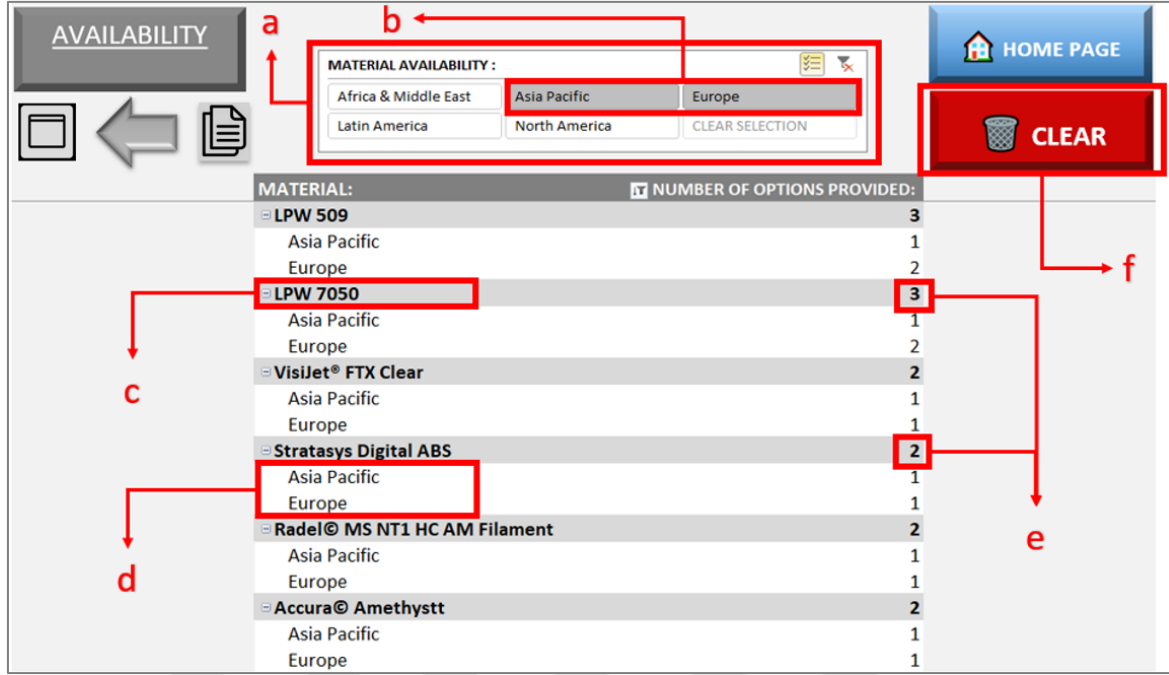 AVAILABILITY
a
b
MATERIAL AVAILABILITY :
Africa & Middle East Asia Pacific Europe
Latin America North America CLEAR SELECTION
HOME PAGE
CLEAR
MATERIAL: NUMBER OF OPTIONS PROVIDED:
LPW 509 3
Asia Pacific 1
Europe 2
LPW 7050 3
Asia Pacific 1
Europe 2
VisiJet® FTX Clear 2
Asia Pacific 1
Europe 1
Stratasys Digital ABS 2
Asia Pacific 1
Europe 1
Radel© MS NT1 HC AM Filament 2
Asia Pacific 1
Europe 1
Accura© Amethystt 2
Asia Pacific 1
Europe 1
c
d
e
f